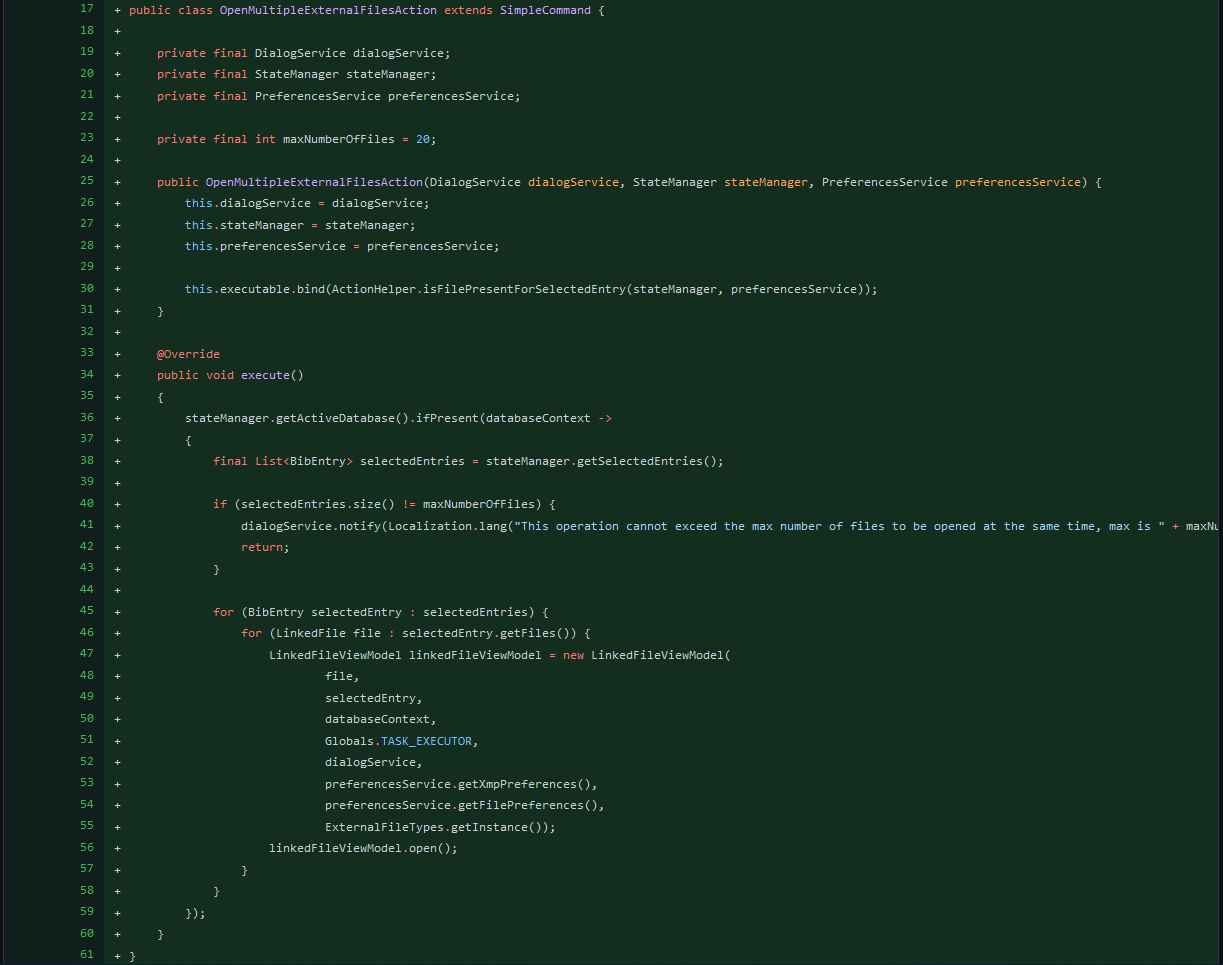 17 + public class OpenMultipleExternalFilesAction extends SimpleCommand {
18 +
19 + private final DialogService dialogService;
20 + private final StateManager stateManager;
21 + private final PreferencesService preferencesService;
22 +
23 + private final int maxNumberOfFiles = 20;
24 +
25 + public OpenMultipleExternalFilesAction(DialogService dialogService, StateManager stateManager, PreferencesService preferencesService) {
26 + this.dialogService = dialogService;
27 + this.stateManager = stateManager;
28 + this.preferencesService = preferencesService;
29 +
30 + this.executable.bind(ActionHelper.isFilePresentForSelectedEntry(stateManager, preferencesService));
31 + }
32 +
33 + @Override
34 + public void execute()
35 + {
36 + stateManager.getActiveDatabase().ifPresent(databaseContext ->
37 + {
38 + final List<BibEntry> selectedEntries = stateManager.getSelectedEntries();
39 +
40 + if (selectedEntries.size() != maxNumberOfFiles) {
41 + dialogService.notify(Localization.lang("This operation cannot exceed the max number of files to be opened at the same time, max is " + maxNu
42 + return;
43 + }
44 +
45 + for (BibEntry selectedEntry : selectedEntries) {
46 + for (LinkedFile file : selectedEntry.getFiles()) {
47 + LinkedFileViewModel linkedFileViewModel = new LinkedFileViewModel(
48 + file,
49 + selectedEntry,
50 + databaseContext,
51 + Globals.TASK_EXECUTOR,
52 + dialogService,
53 + preferencesService.getXmpPreferences(),
54 + preferencesService.getFilePreferences(),
55 + ExternalFileTypes.getInstance());
56 + linkedFileViewModel.open();
57 + }
58 + }
59 + });
60 + }
61 + }